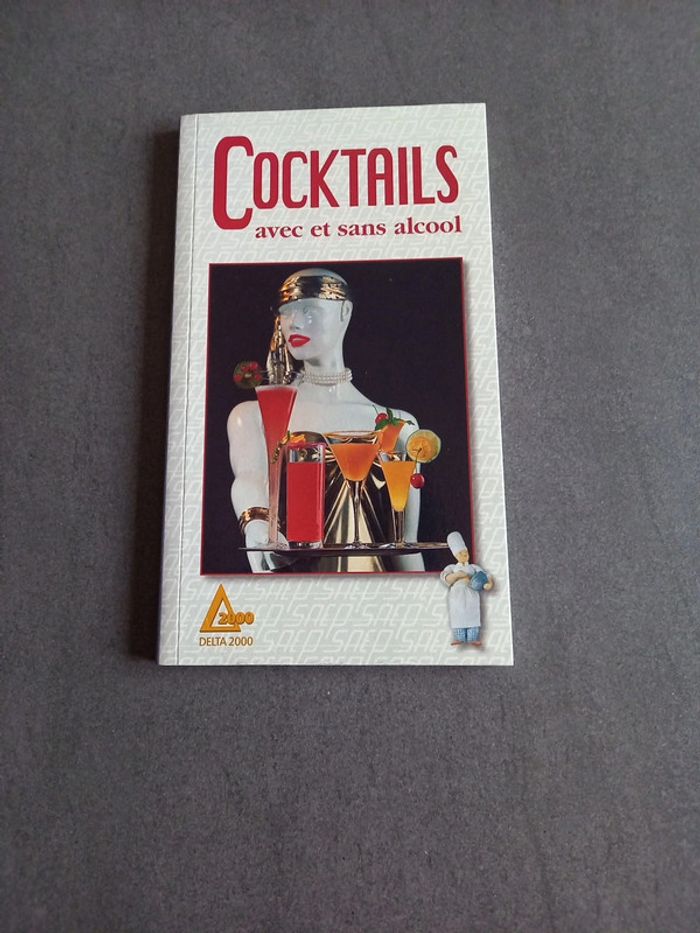 COCKTAILS
avec et sans alcool
2000
DELTA 2000